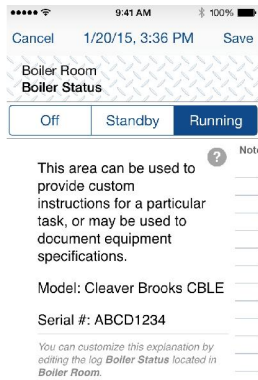 9:41 AM
100%
Cancel 1/20/15, 3:36 PM Save
Boiler Room
Boiler Status
Off Standby Running
?
This area can be used to
provide custom
instructions for a particular
task, or may be used to
document equipment
specifications.
Model: Cleaver Brooks CBLE
Serial #: ABCD1234
You can customize this explanation by
editing the log Boiler Status located in
Boiler Room.